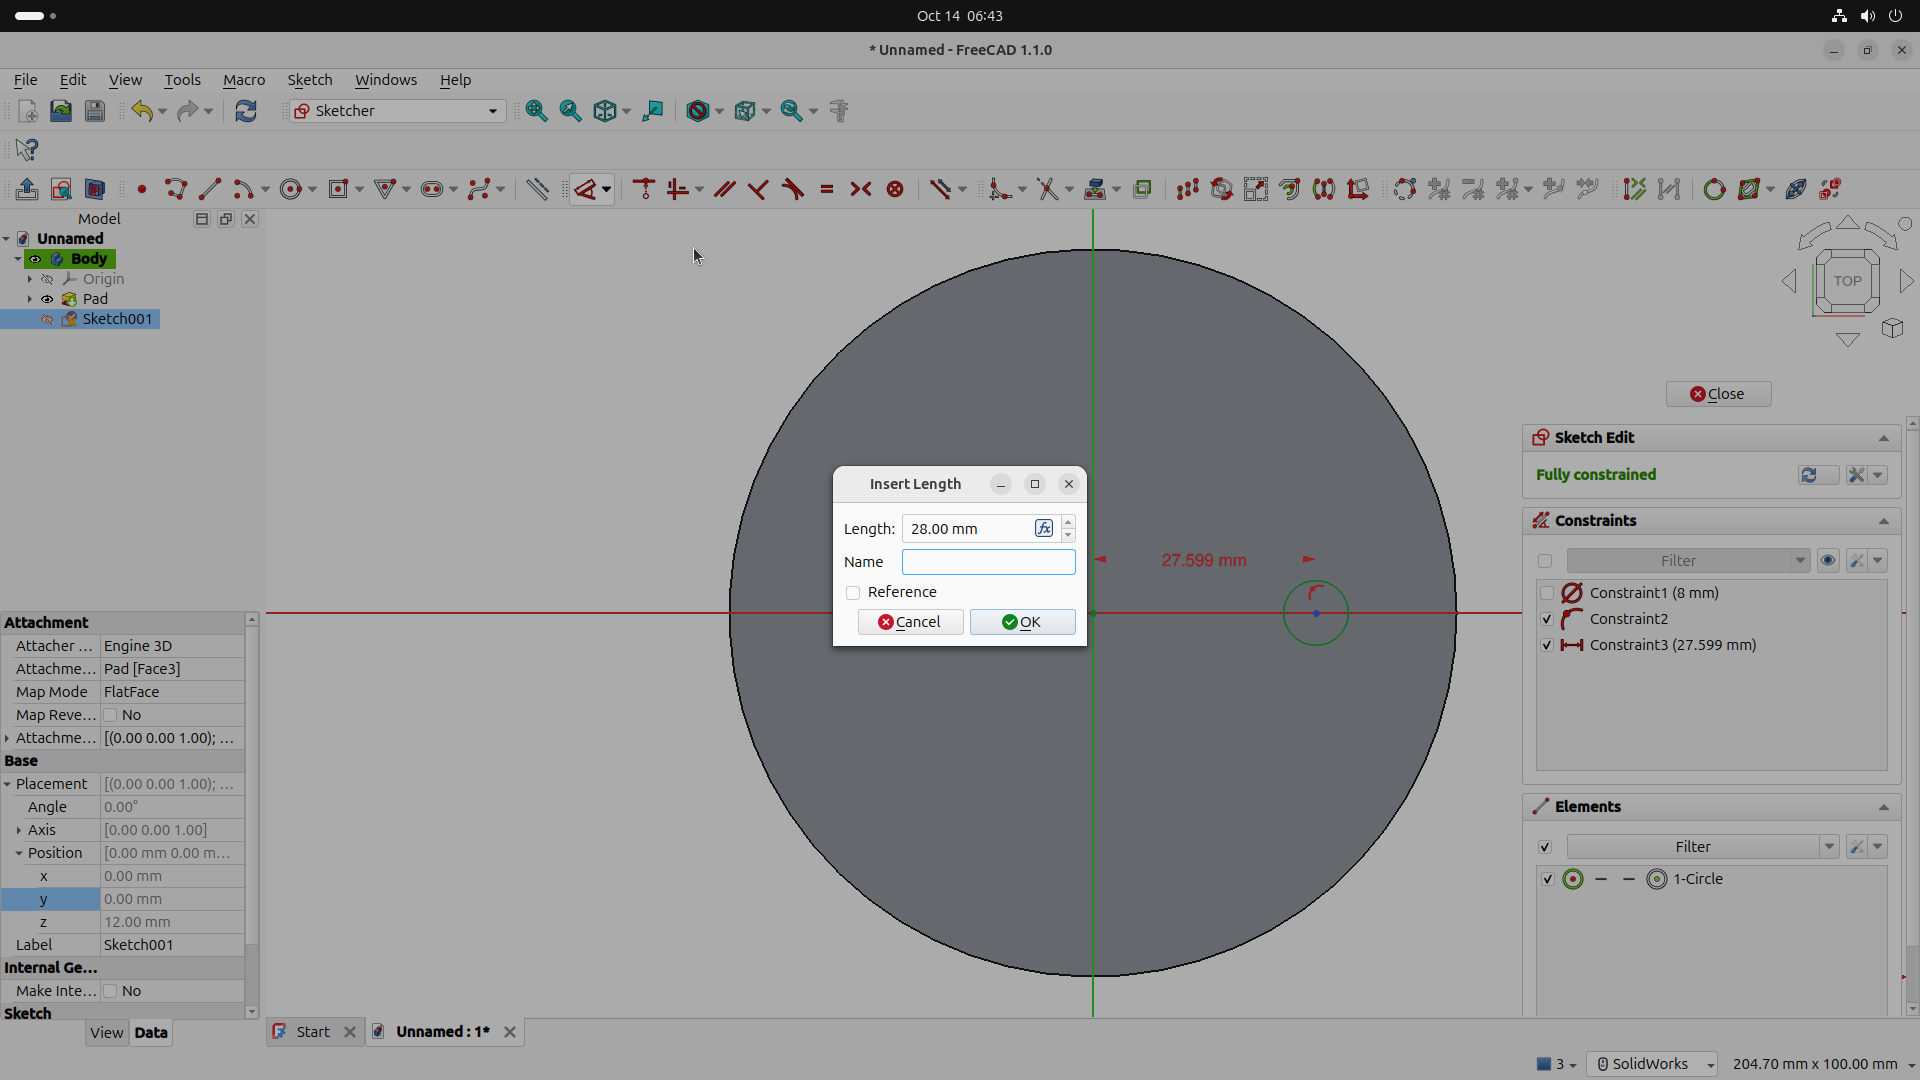 Oct 14  06:43
* Unnamed - FreeCAD 1.1.0
File Edit View Tools Macro Sketch Windows Help
Sketcher
Model
Unnamed
Body
Origin
Pad
Sketch001
TOP
Close
Sketch Edit
Fully constrained
Constraints
Filter
Constraint1 (8 mm)
Constraint2
Constraint3 (27.599 mm)
Elements
Filter
1-Circle
Insert Length
Length: 28.00 mm
Name
Reference
Cancel OK
27.599 mm
Attachment
Attacher ... Engine 3D
Attachme... Pad [Face3]
Map Mode FlatFace
Map Reve... No
Attachme... [(0.00 0.00 1.00); ...
Base
Placement [(0.00 0.00 1.00); ...
Angle 0.00°
Axis [0.00 0.00 1.00]
Position [0.00 mm 0.00 m...
x 0.00 mm
y 0.00 mm
z 12.00 mm
Label Sketch001
Internal Ge...
Make Inte... No
Sketch
View Data
Start
Unnamed : 1*
3
SolidWorks
204.70 mm x 100.00 mm